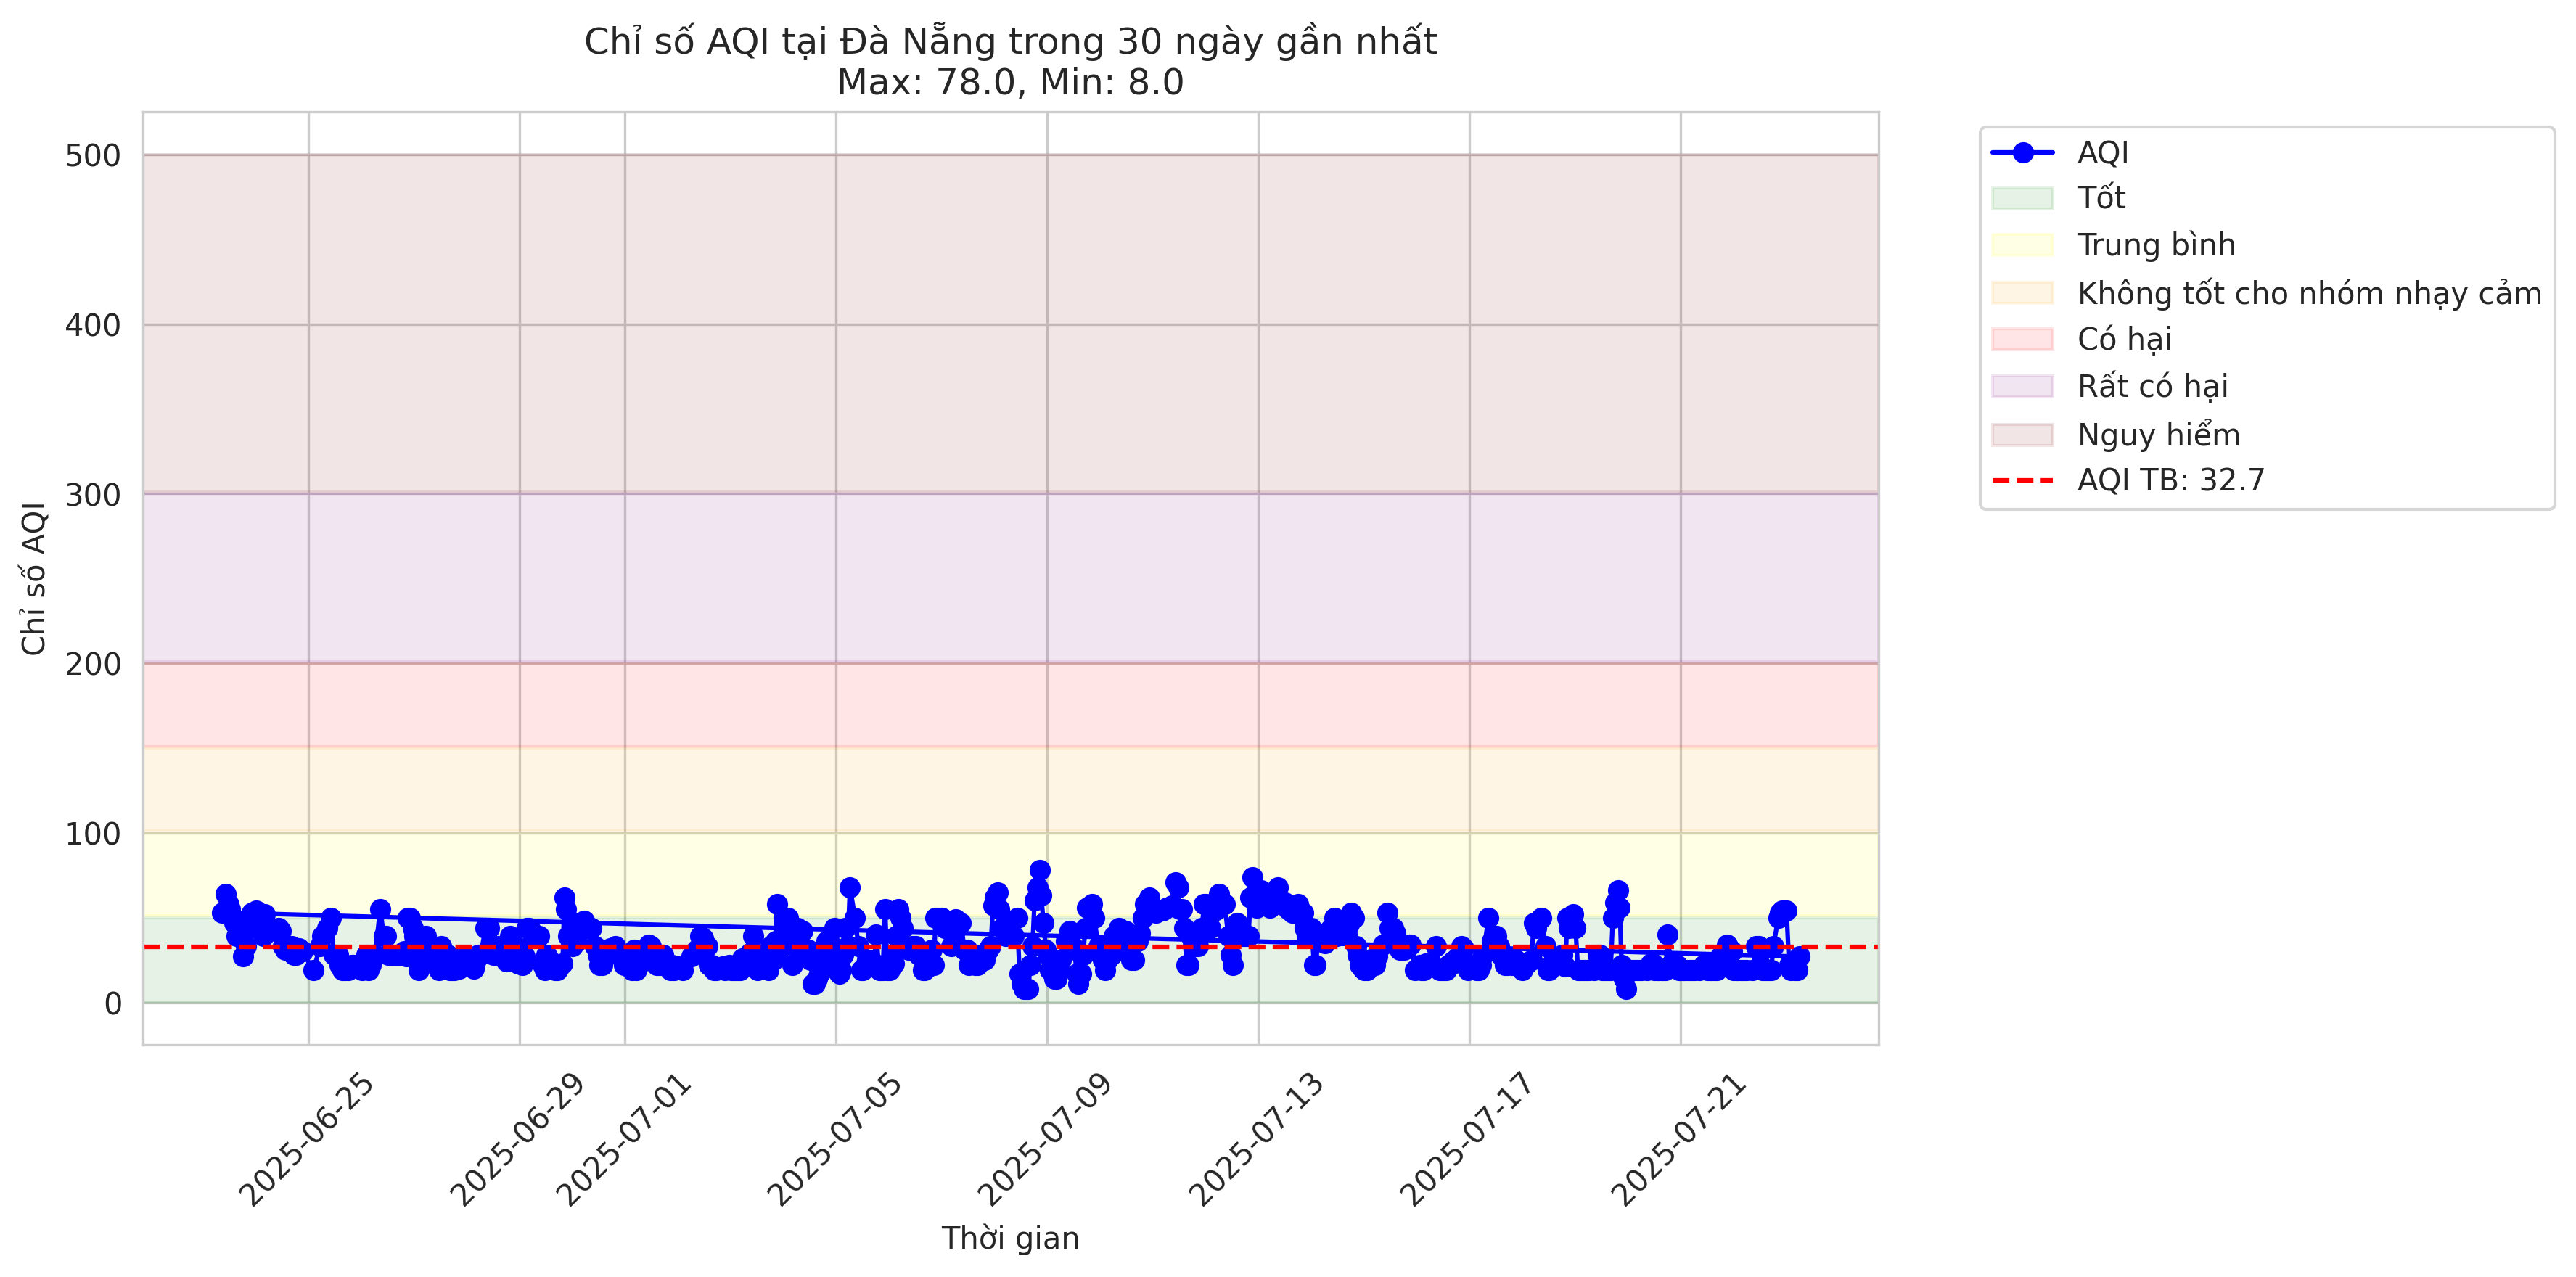 Chỉ số AQI tại Đà Nẵng trong 30 ngày gần nhất
Max: 78.0, Min: 8.0
Chỉ số AQI
500
400
300
200
100
0
2025-06-25
2025-06-29
2025-07-01
2025-07-05
2025-07-09
2025-07-13
2025-07-17
2025-07-21
Thời gian
AQI
Tốt
Trung bình
Không tốt cho nhóm nhạy cảm
Có hại
Rất có hại
Nguy hiểm
AQI TB: 32.7